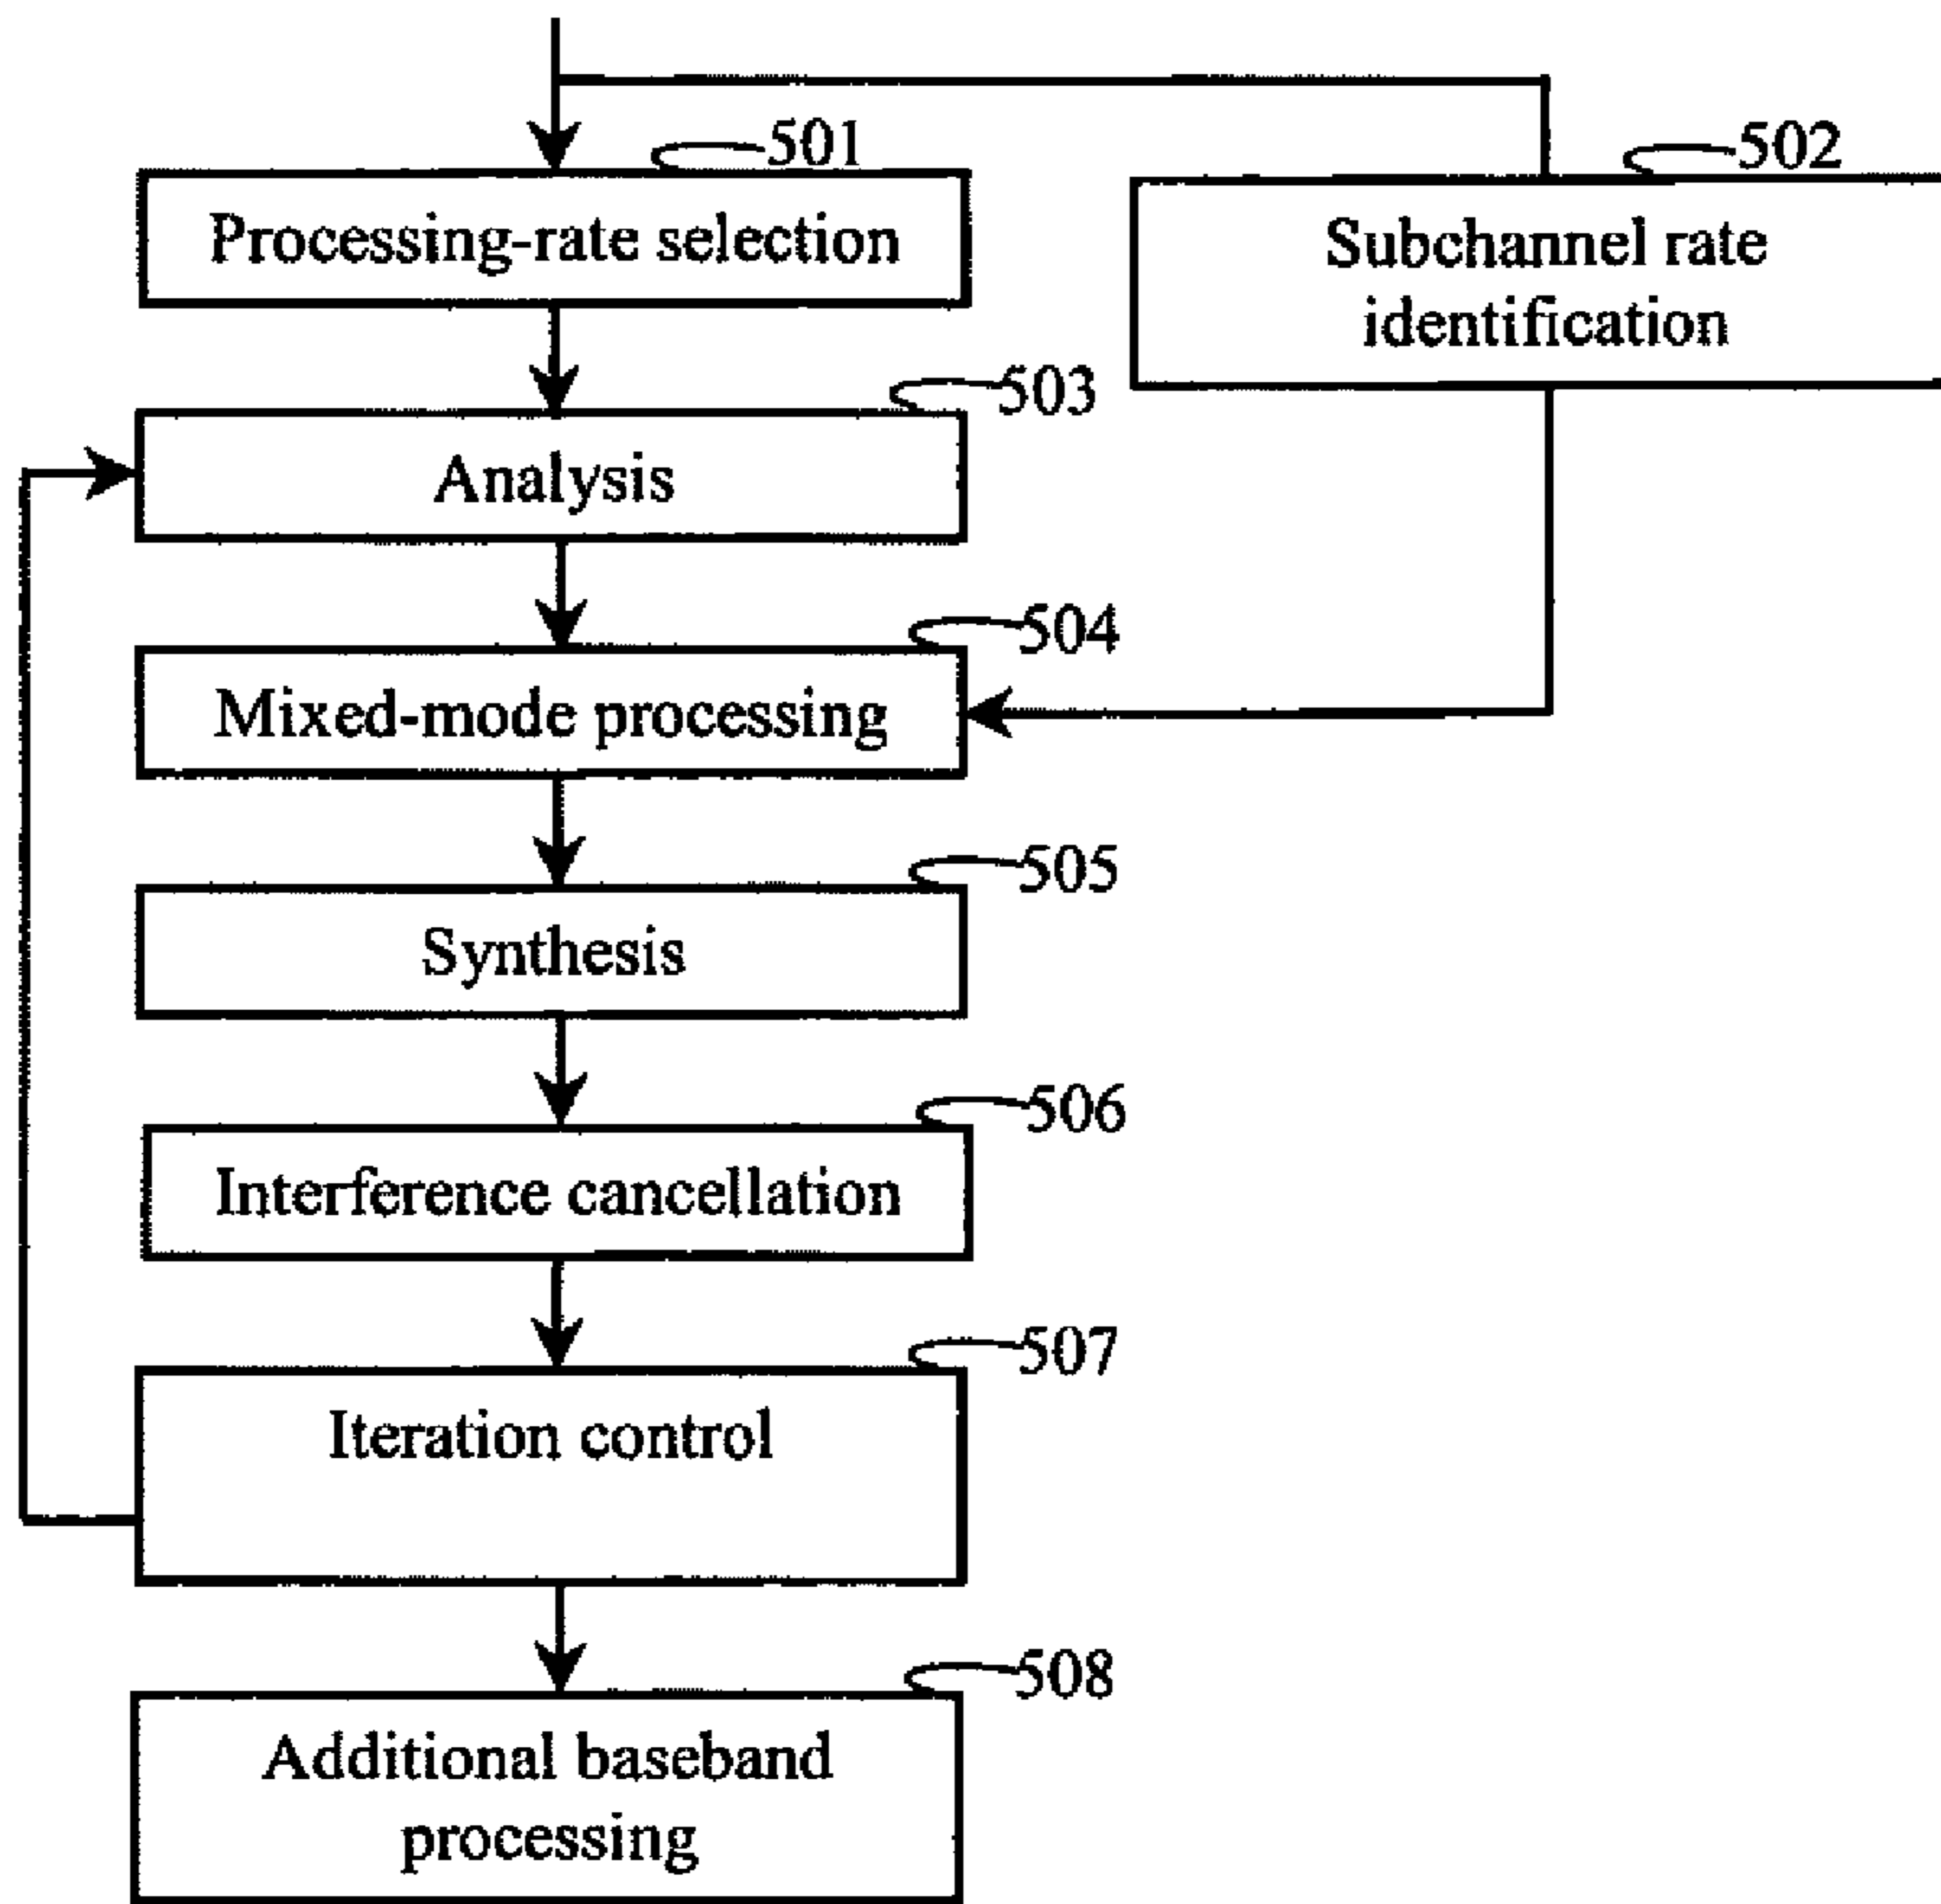 501
Processing-rate selection
502
Subchannel rate
identification
503
Analysis
504
Mixed-mode processing
505
Synthesis
506
Interference cancellation
507
Iteration control
508
Additional baseband
processing